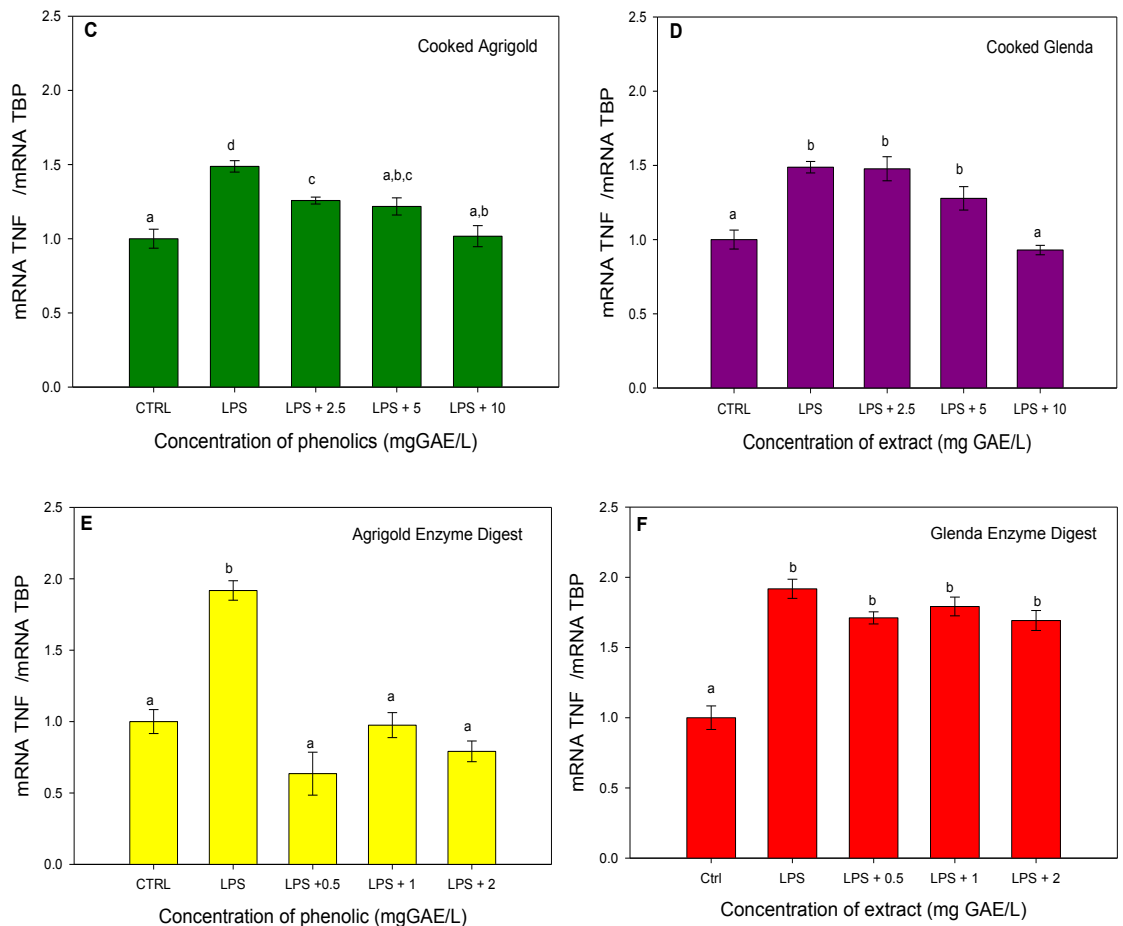 C
Cooked Agrigold
mRNA TNF /mRNA TBP
2.5
2.0
1.5
1.0
0.5
0.0
a
d
c
a,b,c
a,b
CTRL LPS LPS + 2.5 LPS + 5 LPS + 10
Concentration of phenolics (mgGAE/L)
D
Cooked Glenda
mRNA TNF /mRNA TBP
2.5
2.0
1.5
1.0
0.5
0.0
a
b
b
b
a
CTRL LPS LPS + 2.5 LPS + 5 LPS + 10
Concentration of extract (mg GAE/L)
E
Agrigold Enzyme Digest
mRNA TNF /mRNA TBP
2.5
2.0
1.5
1.0
0.5
0.0
a
b
a
a
a
CTRL LPS LPS +0.5 LPS + 1 LPS + 2
Concentration of phenolic (mgGAE/L)
F
Glenda Enzyme Digest
mRNA TNF /mRNA TBP
2.5
2.0
1.5
1.0
0.5
0.0
a
b
b
b
b
Ctrl LPS LPS + 0.5 LPS + 1 LPS + 2
Concentration of extract (mg GAE/L)